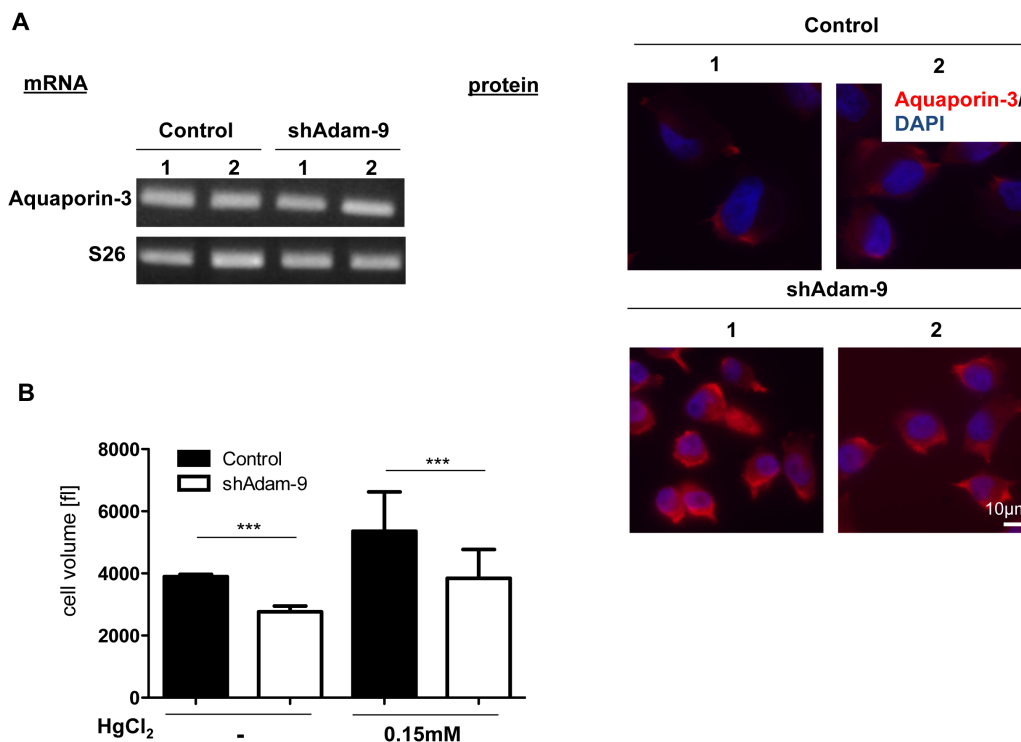 A
mRNA
Control shAdam-9
1 2 1 2
Aquaporin-3
S26
protein
Control
1 2
Aquaporin-3/
DAPI
shAdam-9
1 2
10µm
B
8000
6000
4000
2000
0
cell volume [fl]
Control
shAdam-9
***
***
HgCl₂
- 0.15mM